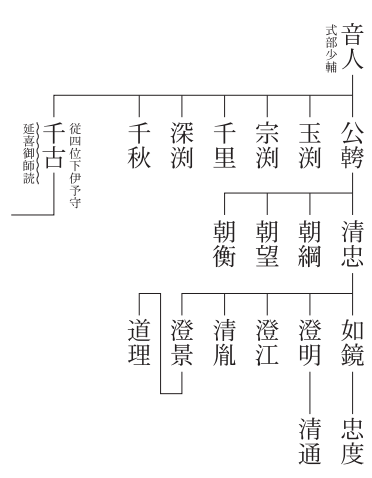 音人
式部少輔
公轄
玉渕
宗渕
千里
深渕
千秋
従四位下伊予守
千古
延喜御師読
清忠
朝綱
朝望
朝衡
如鏡
澄明
澄江
清胤
澄景
道理
忠度
清通